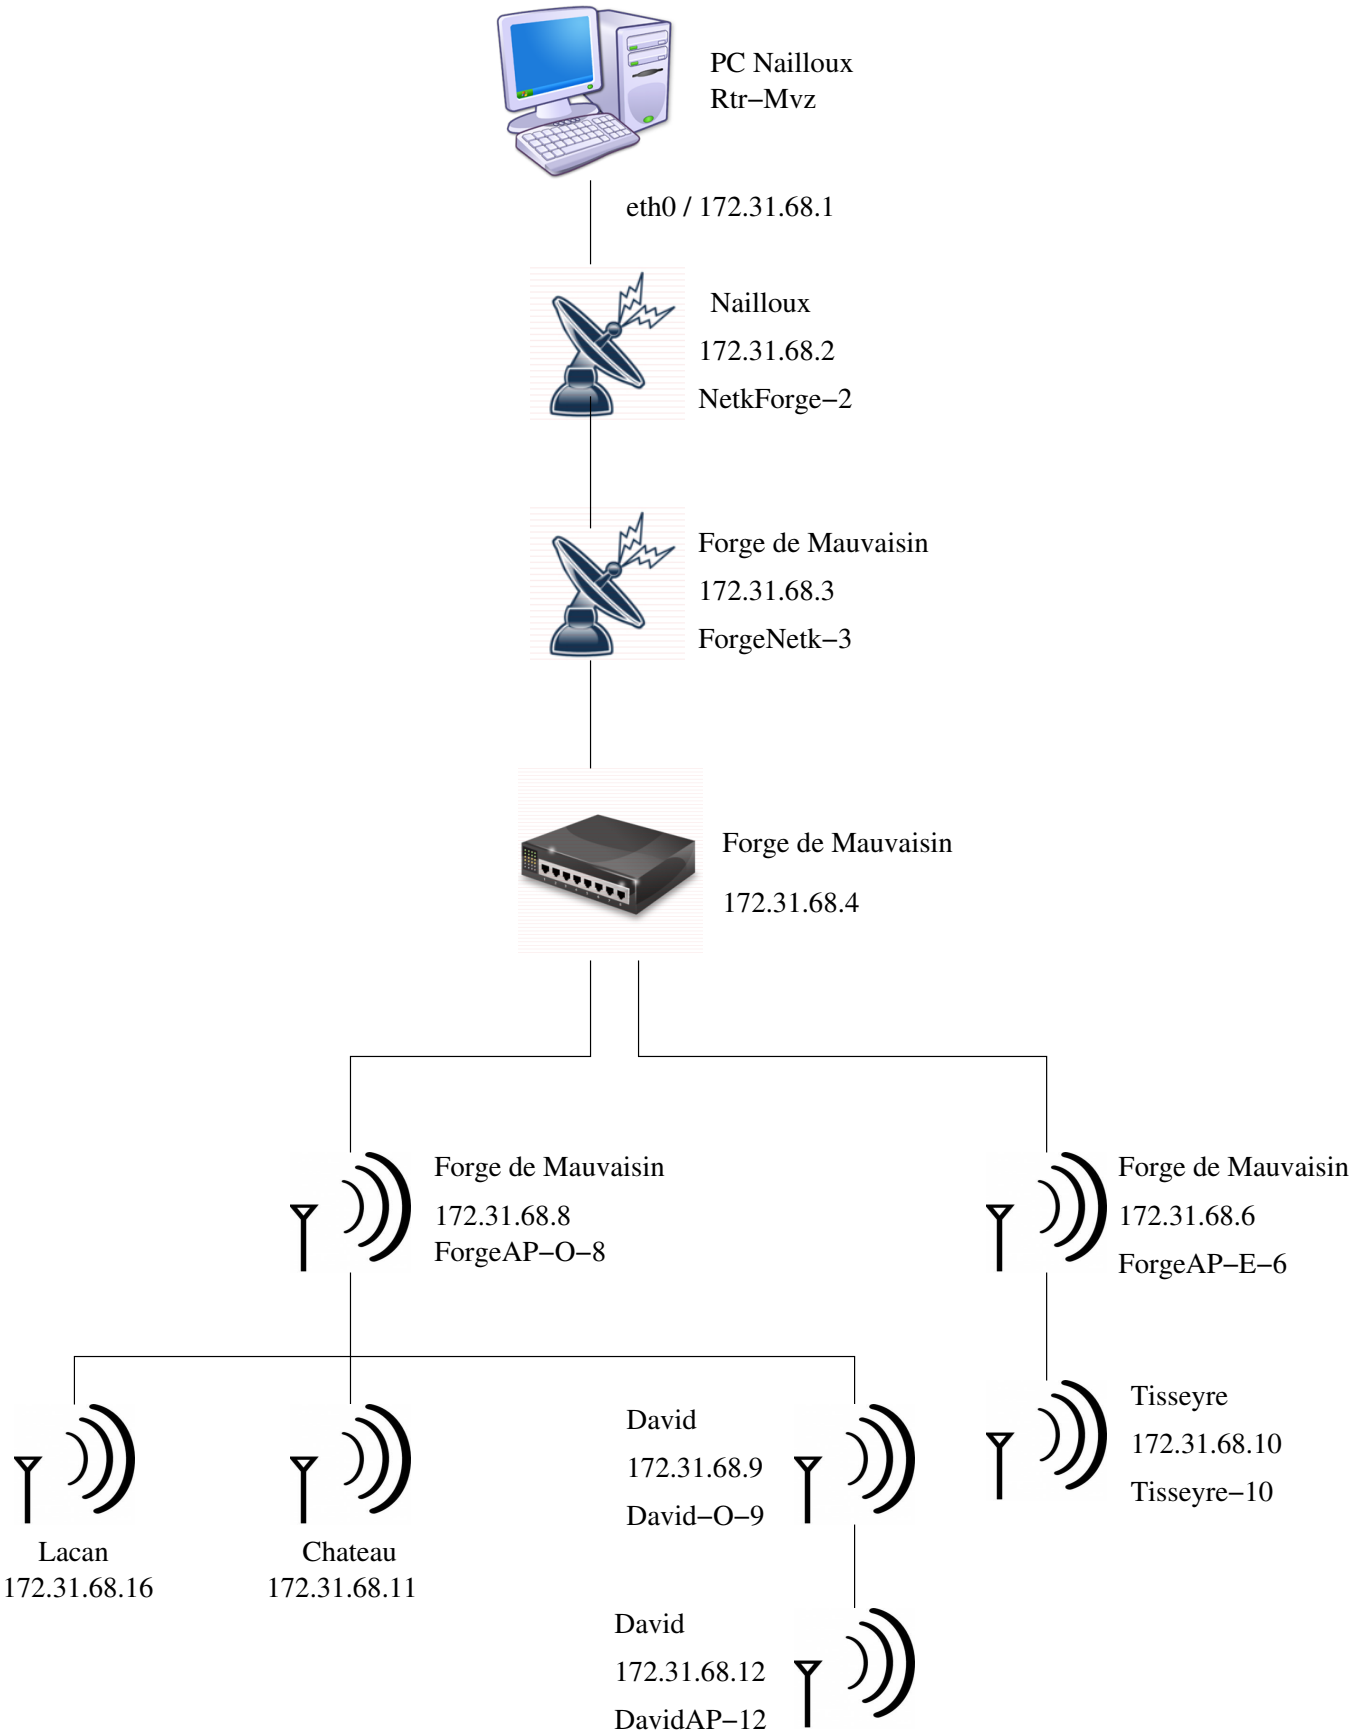 PC Nailloux
Rtr−Mvz
eth0 / 172.31.68.1
Nailloux
172.31.68.2
NetkForge−2
Forge de Mauvaisin
172.31.68.3
ForgeNetk−3
Forge de Mauvaisin
172.31.68.4
Forge de Mauvaisin
172.31.68.8
ForgeAP−O−8
Forge de Mauvaisin
172.31.68.6
ForgeAP−E−6
Lacan
172.31.68.16
Chateau
172.31.68.11
David
172.31.68.9
David−O−9
Tisseyre
172.31.68.10
Tisseyre−10
David
172.31.68.12
DavidAP−12